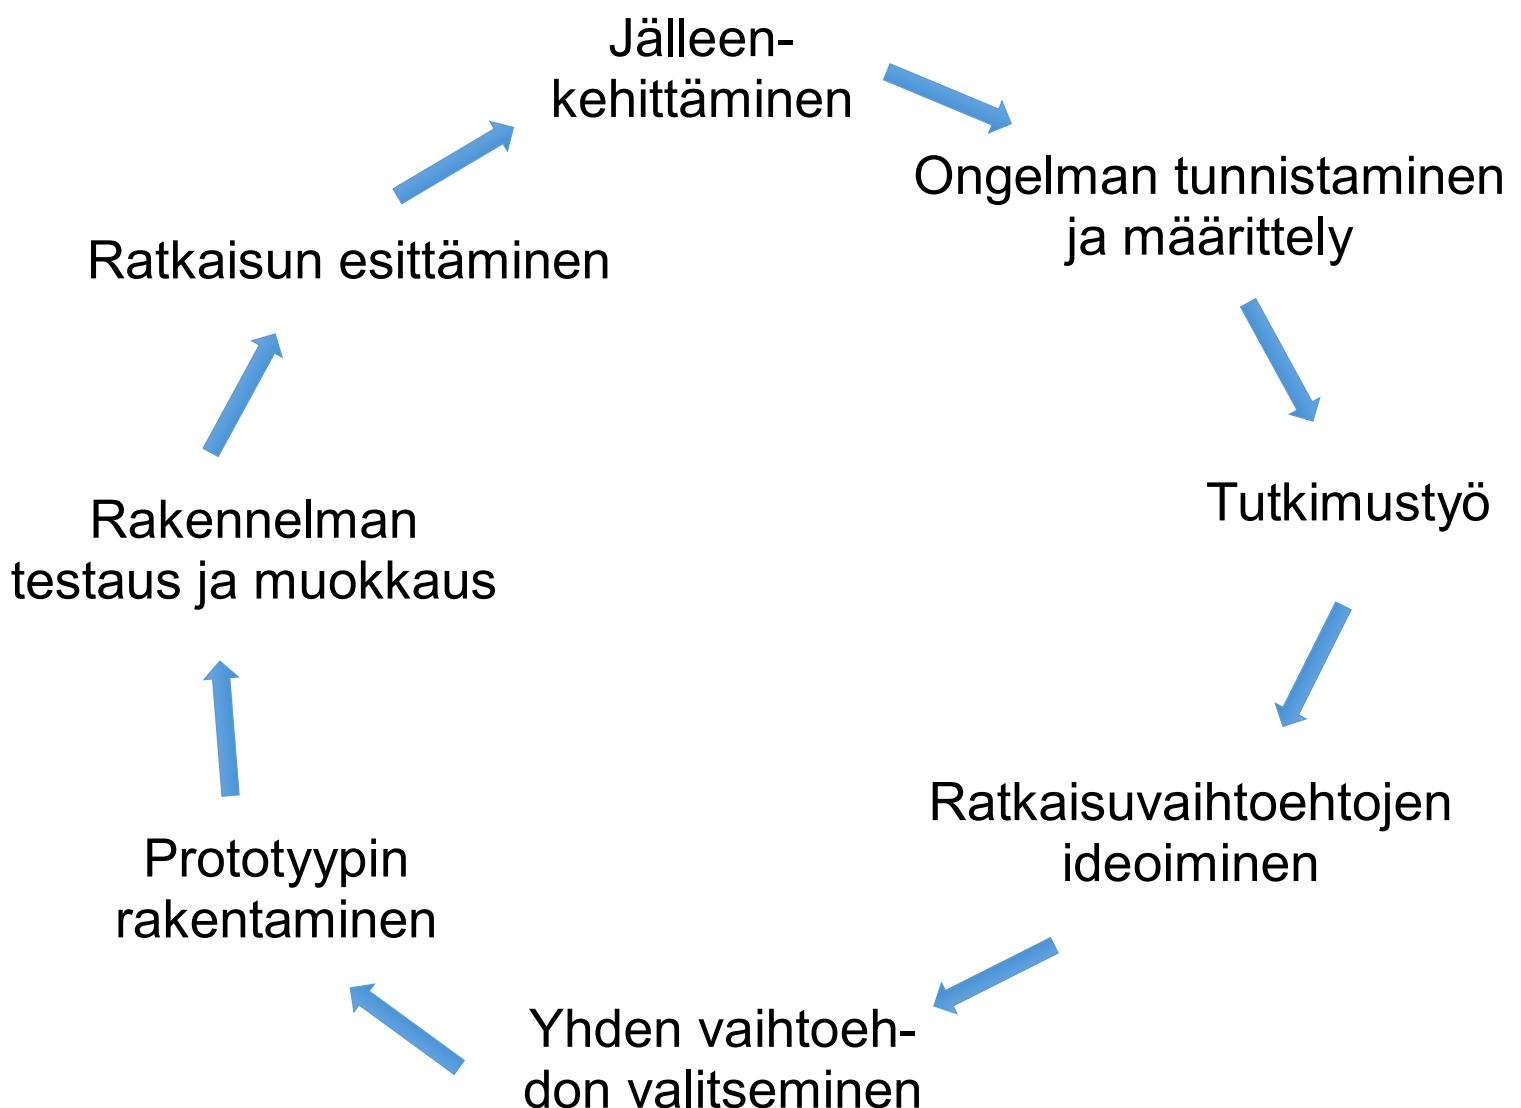 Jälleen-
kehittäminen
Ongelman tunnistaminen
ja määrittely
Tutkimustyö
Ratkaisuvaihtoehtojen
ideoiminen
Yhden vaihtoeh-
don valitseminen
Prototyypin
rakentaminen
Rakennelman
testaus ja muokkaus
Ratkaisun esittäminen